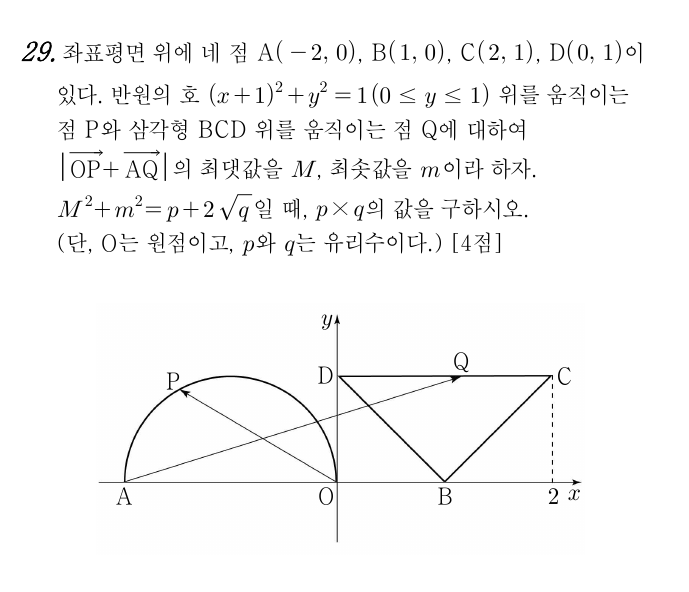 29. 좌표평면 위에 네 점 A(−2, 0), B(1, 0), C(2, 1), D(0, 1)이
있다. 반원의 호 (x+1)²+y²=1(0≤y≤1) 위를 움직이는
점 P와 삼각형 BCD 위를 움직이는 점 Q에 대하여
|OP→+AQ→|의 최댓값을 M, 최솟값을 m이라 하자.
M²+m²=p+2√q일 때, p×q의 값을 구하시오.
(단, O는 원점이고, p와 q는 유리수이다.) [4점]
y
D Q C
P
A O B 2 x